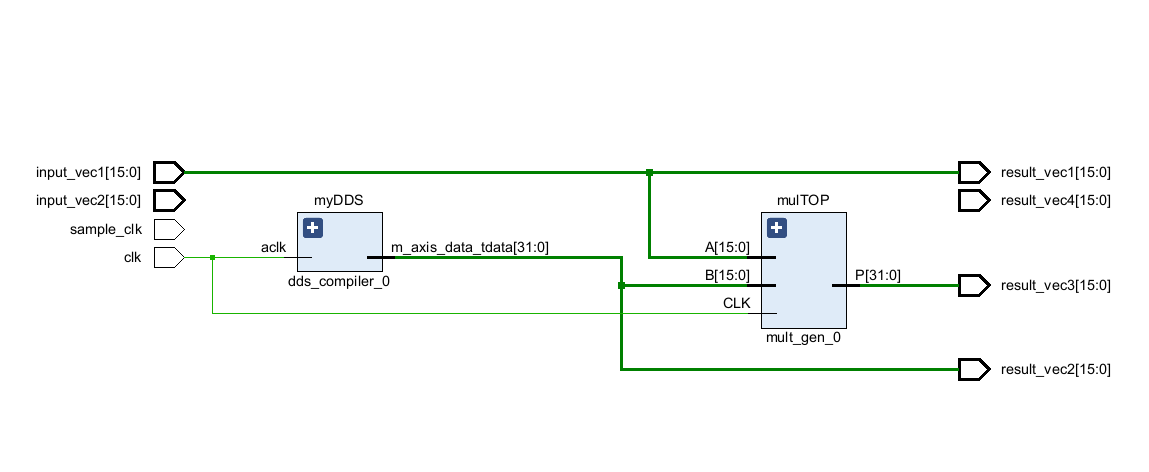 input_vec1[15:0]
result_vec1[15:0]
input_vec2[15:0]
myDDS
mulTOP
result_vec4[15:0]
sample_clk
aclk
m_axis_data_tdata[31:0]
A[15:0]
clk
B[15:0]
P[31:0]
dds_compiler_0
result_vec3[15:0]
CLK
mult_gen_0
result_vec2[15:0]